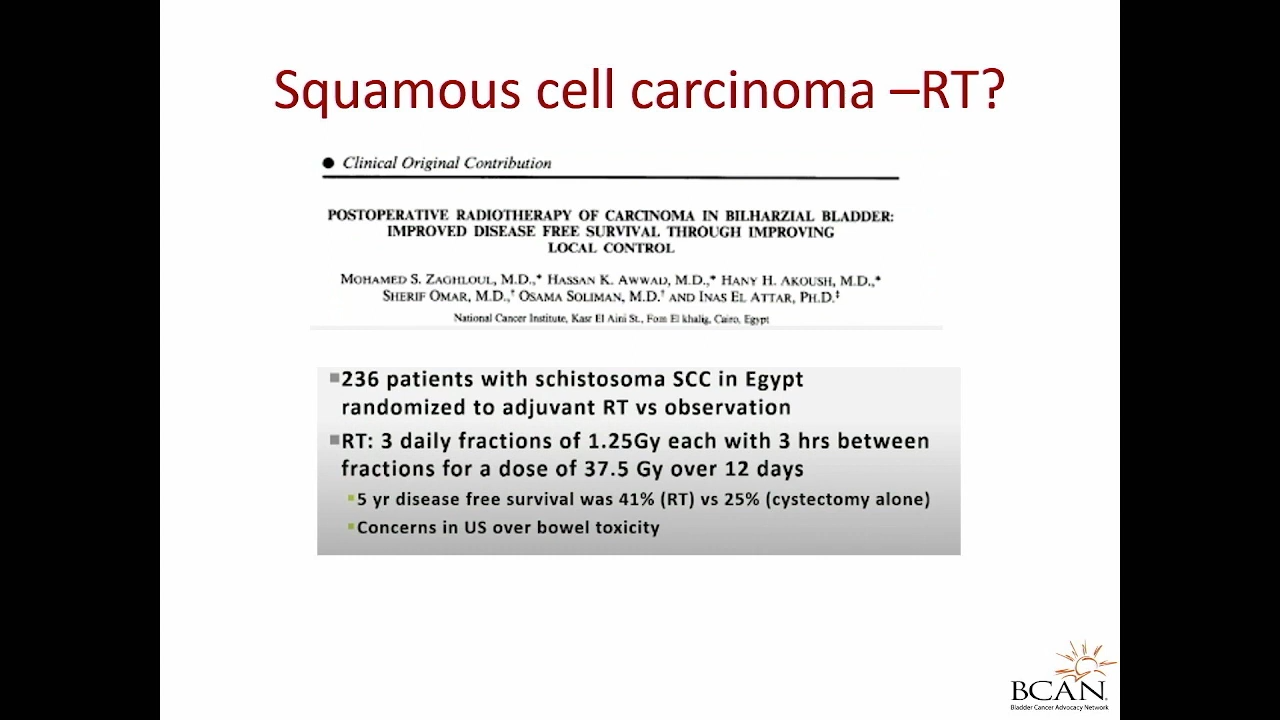 Squamous cell carcinoma –RT?
● Clinical Original Contribution
POSTOPERATIVE RADIOTHERAPY OF CARCINOMA IN BILHARZIAL BLADDER:
IMPROVED DISEASE FREE SURVIVAL THROUGH IMPROVING
LOCAL CONTROL
MOHAMED S. ZAGHLOUL, M.D.,* HASSAN K. AWWAD, M.D.,* HANY H. AKOUSH, M.D.,*
SHERIF OMAR, M.D.,† OSAMA SOLIMAN, M.D.† AND INAS EL ATTAR, PH.D.‡
National Cancer Institute, Kasr El Aini St., Fom El khalig, Cairo, Egypt
▪236 patients with schistosoma SCC in Egypt
randomized to adjuvant RT vs observation
▪RT: 3 daily fractions of 1.25Gy each with 3 hrs between
fractions for a dose of 37.5 Gy over 12 days
▪5 yr disease free survival was 41% (RT) vs 25% (cystectomy alone)
▪Concerns in US over bowel toxicity
BCAN
Bladder Cancer Advocacy Network